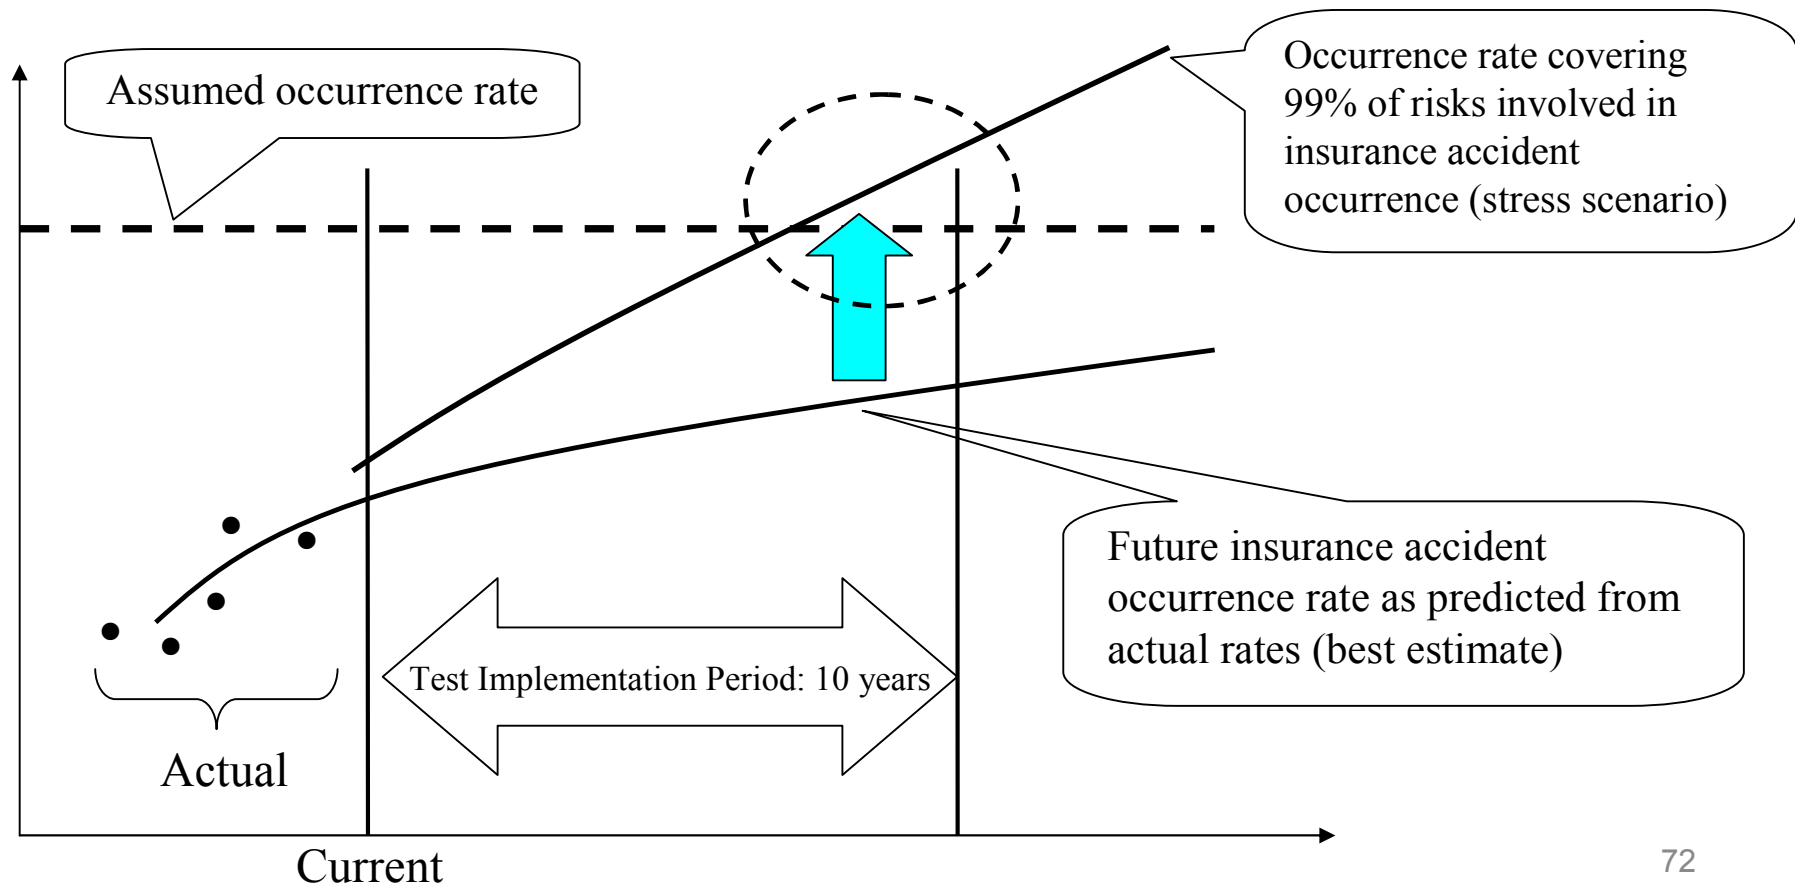 Assumed occurrence rate
Occurrence rate covering
99% of risks involved in
insurance accident
occurrence (stress scenario)
Future insurance accident
occurrence rate as predicted from
actual rates (best estimate)
Test Implementation Period: 10 years
Actual
Current
72